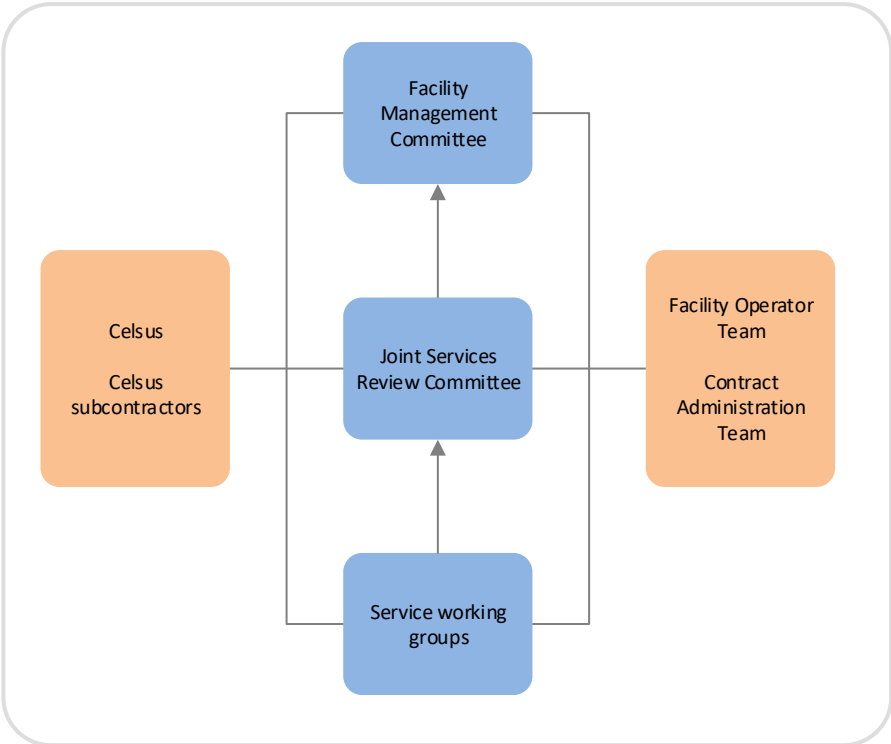 Facility
Management
Committee
Celsus
Celsus
subcontractors
Joint Services
Review Committee
Facility Operator
Team
Contract
Administration
Team
Service working
groups